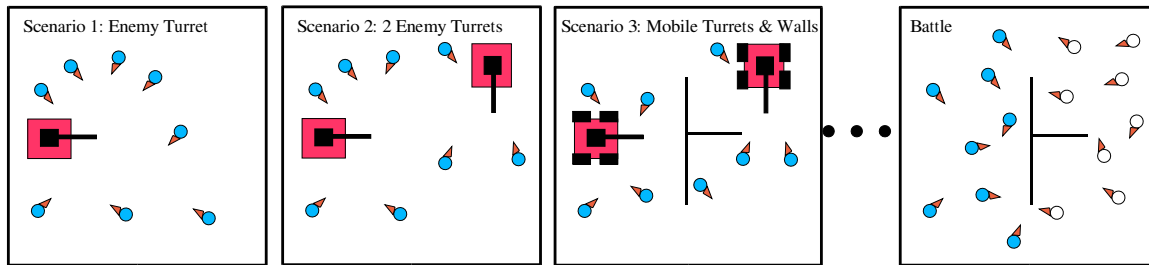 Scenario 1: Enemy Turret
Scenario 2: 2 Enemy Turrets
Scenario 3: Mobile Turrets & Walls
Battle